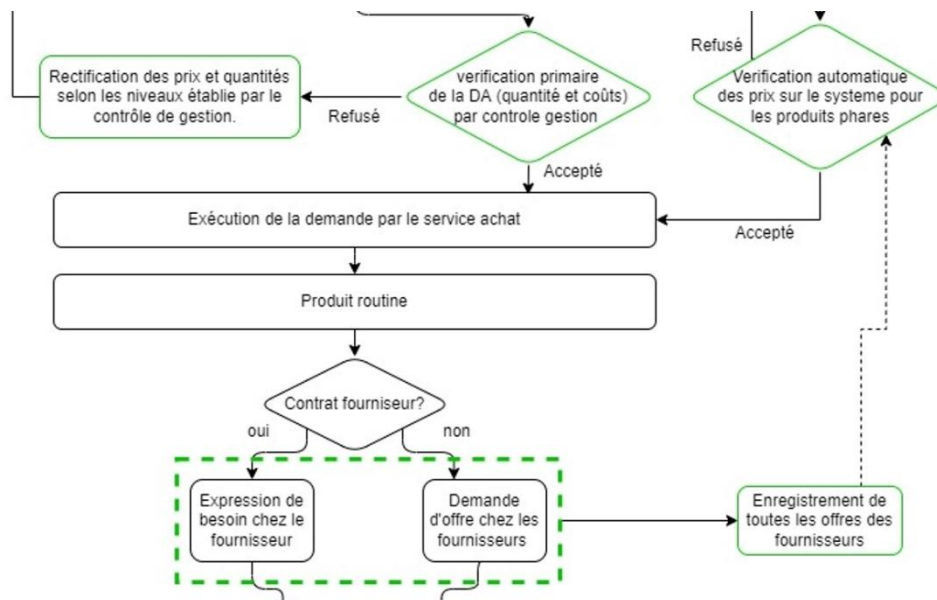 Refusé
Rectification des prix et quantités
selon les niveaux établie par le
contrôle de gestion.
Refusé
verification primaire
de la DA (quantité et coûts)
par controle gestion
Verification automatique
des prix sur le systeme pour
les produits phares
Accepté
Accepté
Exécution de la demande par le service achat
Produit routine
Contrat fourniseur?
oui
non
Expression de
besoin chez le
fournisseur
Demande
d'offre chez les
fournisseurs
Enregistrement de
toutes les offres des
fournisseurs